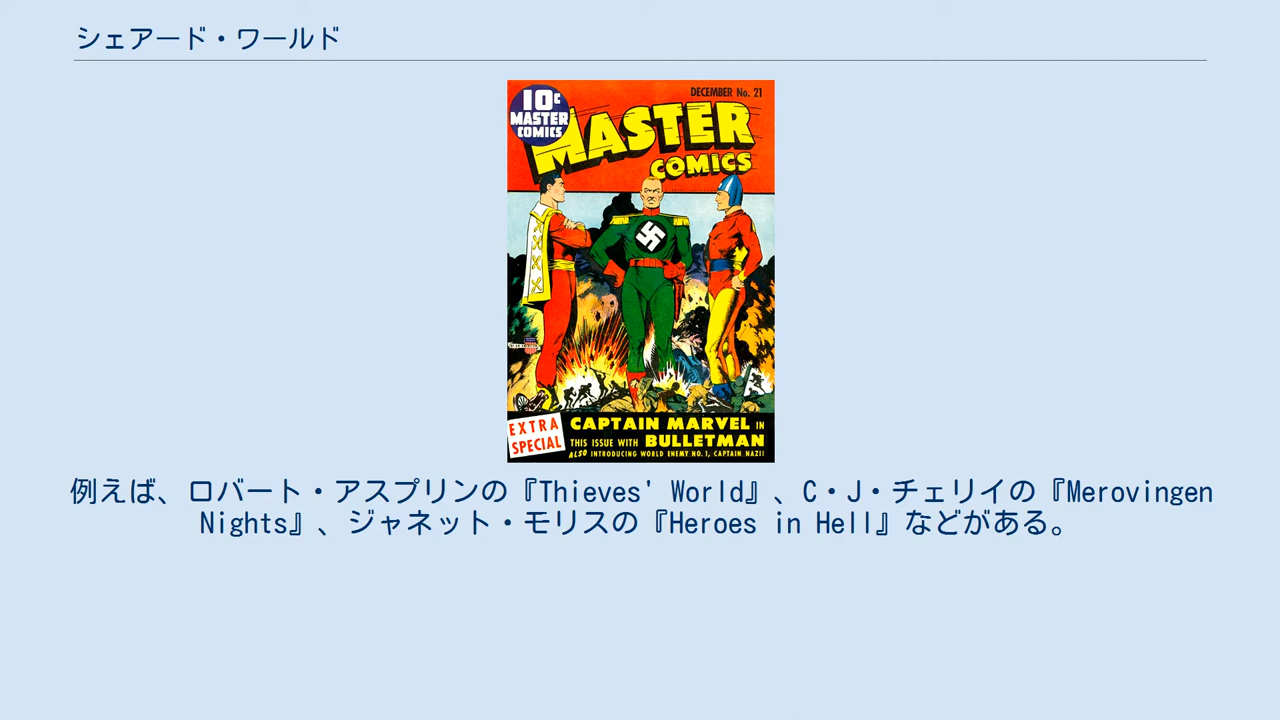 シェアード・ワールド
DECEMBER No. 21
10¢
MASTER
COMICS
MASTER
COMICS
EXTRA
SPECIAL
CAPTAIN MARVEL IN
THIS ISSUE WITH BULLETMAN
ALSO INTRODUCING WORLD ENEMY NO. 1, CAPTAIN NAZI!
例えば、ロバート・アスプリンの『Thieves' World』、C・J・チェリイの『Merovingen
Nights』、ジャネット・モリスの『Heroes in Hell』などがある。